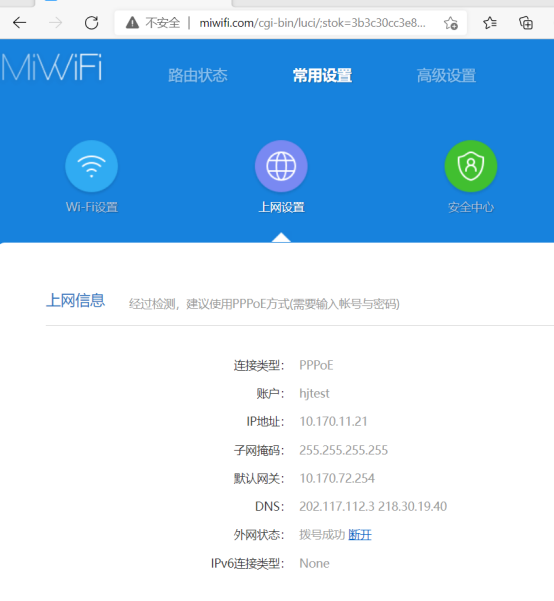 不安全 | miwifi.com/cgi-bin/luci/;stok=3b3c30cc3e8...
MiWiFi 路由状态 常用设置 高级设置
Wi-Fi设置 上网设置 安全中心
上网信息 经过检测，建议使用PPPoE方式(需要输入帐号与密码)
连接类型： PPPoE
账户： hjtest
IP地址： 10.170.11.21
子网掩码： 255.255.255.255
默认网关： 10.170.72.254
DNS： 202.117.112.3 218.30.19.40
外网状态： 拨号成功 断开
IPv6连接类型： None